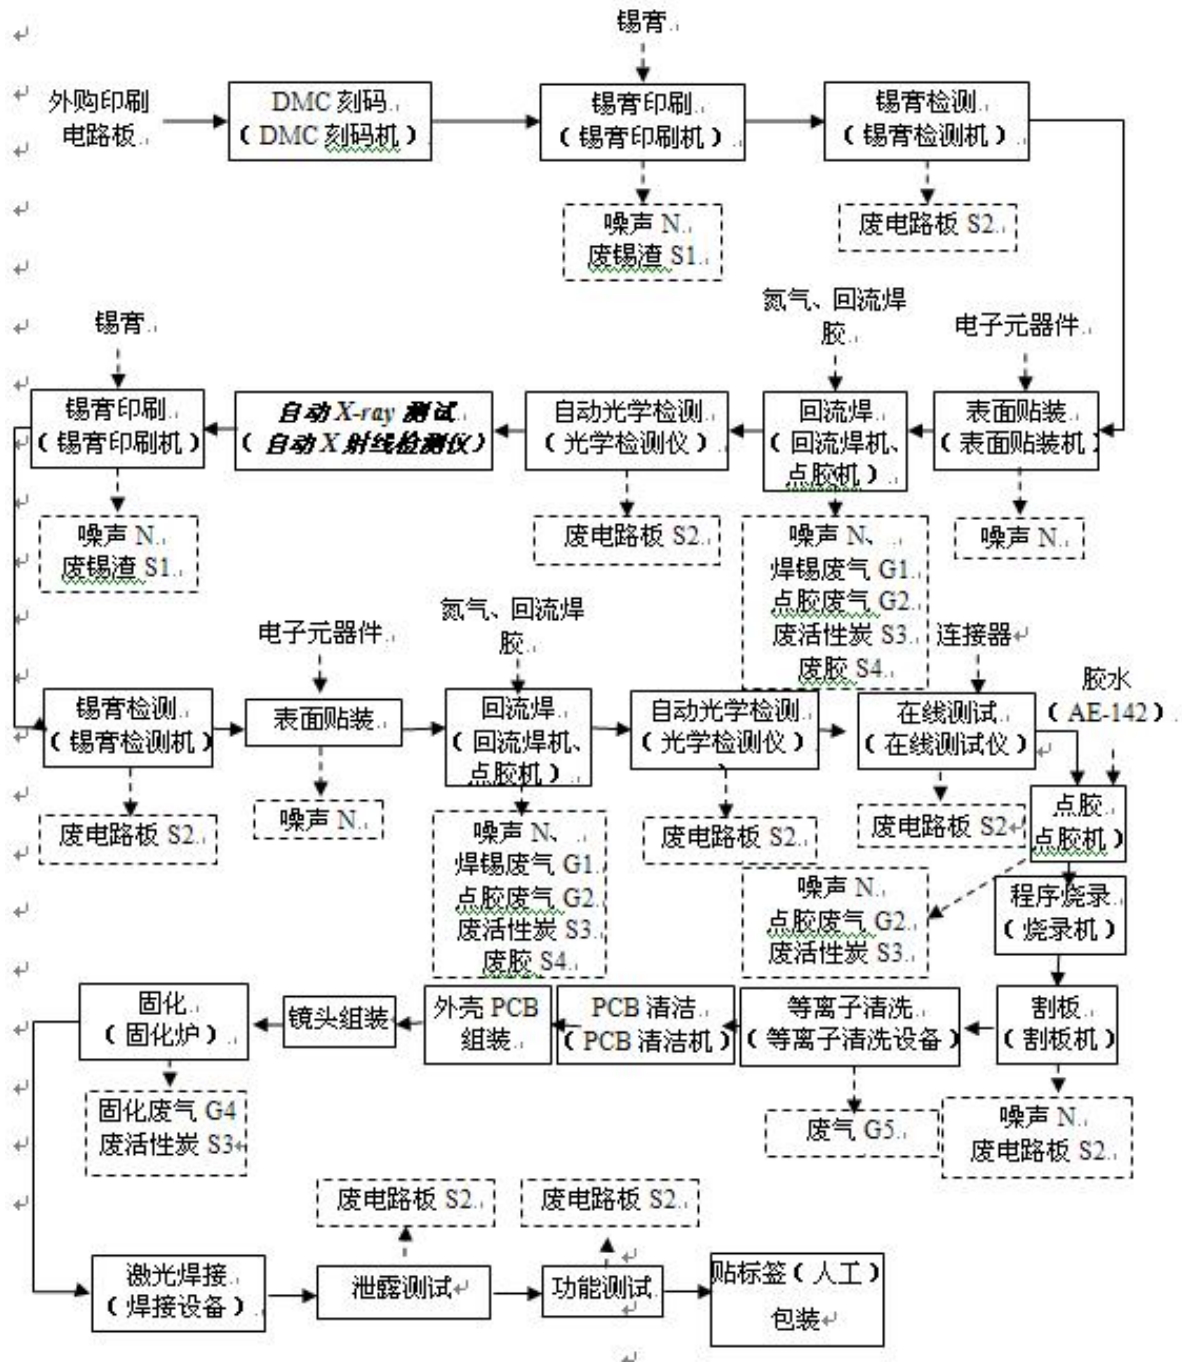 锡膏
外购印刷
电路板
DMC 刻码
（DMC 刻码机）
锡膏印刷
（锡膏印刷机）
锡膏检测
（锡膏检测机）
噪声 N
废锡渣 S1
废电路板 S2
锡膏
氮气、回流焊
胶
电子元器件
锡膏印刷
（锡膏印刷机）
自动 X-ray 测试
（自动 X 射线检测仪）
自动光学检测
（光学检测仪）
回流焊
（回流焊机、
点胶机）
表面贴装
（表面贴装机）
噪声 N
废锡渣 S1
废电路板 S2
噪声 N、
焊锡废气 G1
点胶废气 G2
废活性炭 S3
废胶 S4
噪声 N
电子元器件
氮气、回流焊
胶
连接器
胶水
（AE-142）
锡膏检测
（锡膏检测机）
表面贴装
回流焊
（回流焊机、
点胶机）
自动光学检测
（光学检测仪）
在线测试
（在线测试仪）
点胶
点胶机）
废电路板 S2
噪声 N
噪声 N、
焊锡废气 G1
点胶废气 G2
废活性炭 S3
废胶 S4
废电路板 S2
废电路板 S2
噪声 N
点胶废气 G2
废活性炭 S3
程序烧录
（烧录机）
固化
（固化炉）
镜头组装
外壳 PCB
组装
PCB 清洁
（PCB 清洁机）
等离子清洗
（等离子清洗设备）
割板
（割板机）
固化废气 G4
废活性炭 S3
废气 G5
噪声 N
废电路板 S2
废电路板 S2
废电路板 S2
激光焊接
（焊接设备）
泄露测试
功能测试
贴标签（人工）
包装